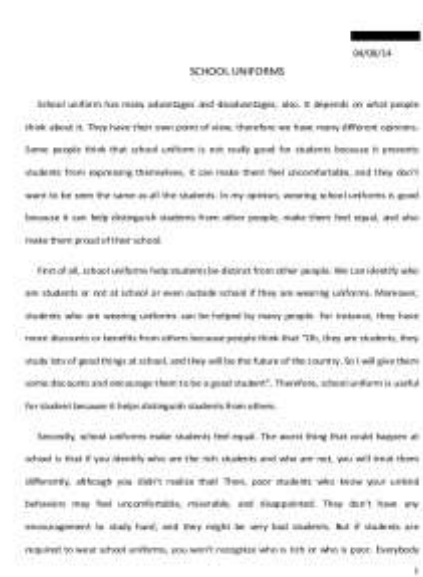 04/08/14
SCHOOL UNIFORMS
School uniform has many advantages and disadvantages, also. It depends on what people
think about it. They have their own point of view, therefore we have many different opinions.
Some people think that school uniform is not really good for students because it prevents
students from expressing themselves, it can make them feel uncomfortable, and they don't
want to be seen the same as all the students. In my opinion, wearing school uniforms is good
because it can help distinguish students from other people, make them feel equal, and also
make them proud of their school.
First of all, school uniforms help students be distinct from other people. We can identify who
are students or not at school or even outside school if they are wearing uniforms. Moreover,
students who are wearing uniforms can be helped by many people. For instance, they have
more discounts or benefits from others because people think that "Oh, they are students, they
study lots of good things at school, and they will be the future of the country. So I will give them
some discounts and encourage them to be a good student". Therefore, school uniform is useful
for student because it helps distinguish students from others.
Secondly, school uniforms make students feel equal. The worst thing that could happen at
school is that if you identify who are the rich students and who are not, you will treat them
differently, although you didn't realize that! Then, poor students who know your unkind
behaviors may feel uncomfortable, miserable, and disappointed. They don't have any
encouragement to study hard, and they might be very bad students. But if students are
required to wear school uniforms, you won't recognize who is rich or who is poor. Everybody
1